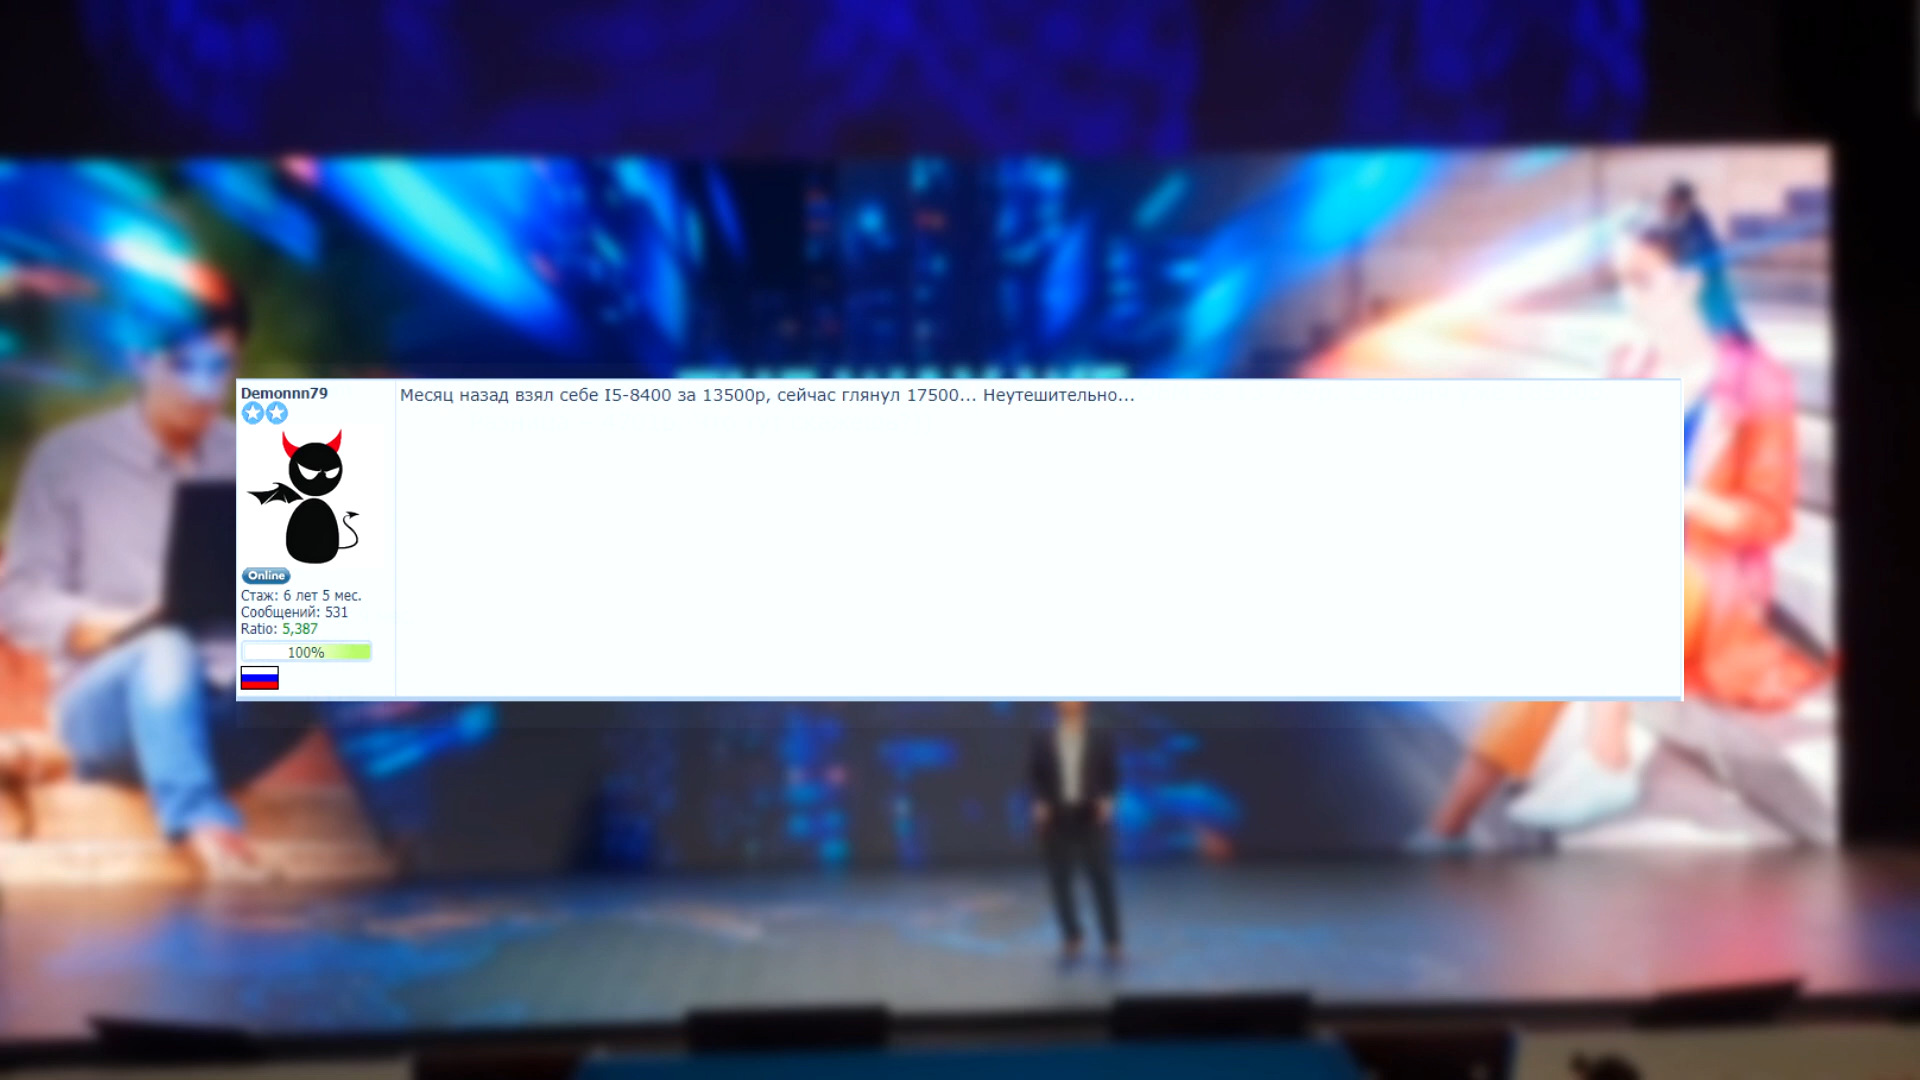 Demonnn79
Месяц назад взял себе I5-8400 за 13500р, сейчас глянул 17500... Неутешительно...
Online
Стаж: 6 лет 5 мес.
Сообщений: 531
Ratio: 5,387
100%